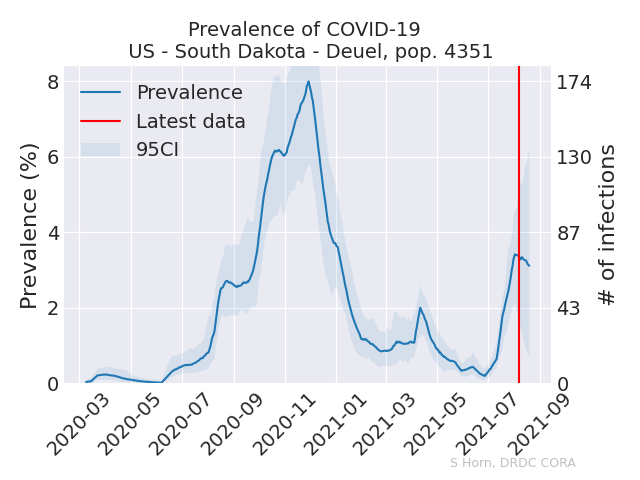 Prevalence of COVID-19
US - South Dakota - Deuel, pop. 4351
Prevalence (%)
8
6
4
2
0
Prevalence
Latest data
95CI
174
130
87
43
0
# of infections
2020-03
2020-05
2020-07
2020-09
2020-11
2021-01
2021-03
2021-05
2021-07
2021-09
S Horn, DRDC CORA